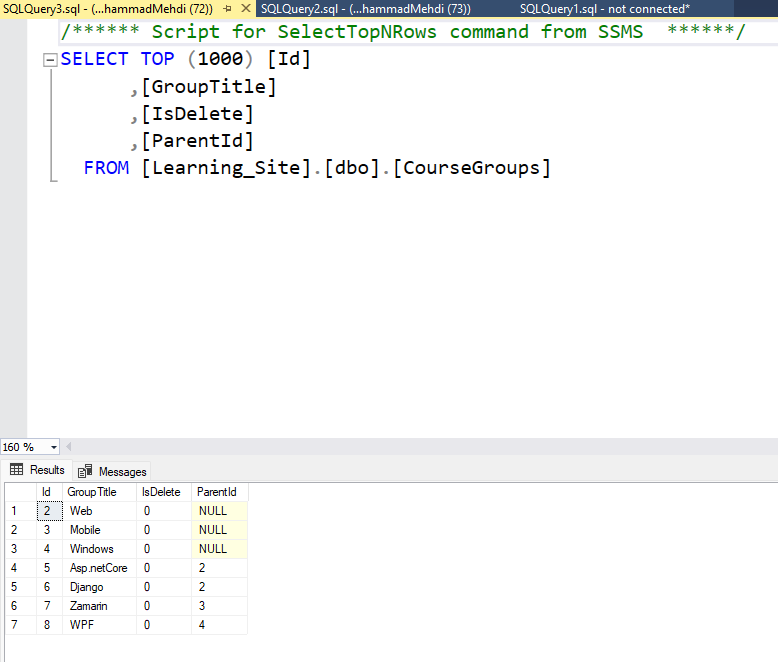 SQLQuery3.sql - (...hammadMehdi (72)) SQLQuery2.sql - (...hammadMehdi (73)) SQLQuery1.sql - not connected*
/****** Script for SelectTopNRows command from SSMS  ******/
SELECT TOP (1000) [Id]
,[GroupTitle]
,[IsDelete]
,[ParentId]
FROM [Learning_Site].[dbo].[CourseGroups]
160 %
Results Messages
Id GroupTitle IsDelete ParentId
1 2 Web 0 NULL
2 3 Mobile 0 NULL
3 4 Windows 0 NULL
4 5 Asp.netCore 0 2
5 6 Django 0 2
6 7 Zamarin 0 3
7 8 WPF 0 4